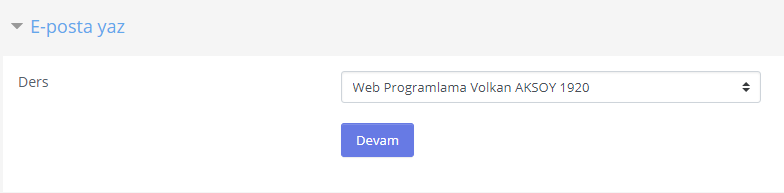 E-posta yaz
Ders
Web Programlama Volkan AKSOY 1920
Devam